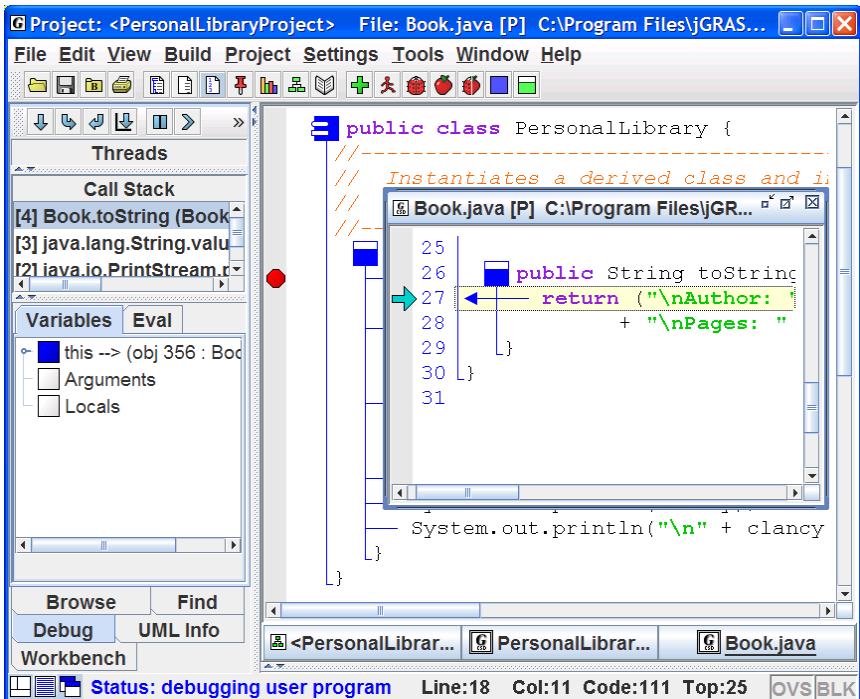 Project: <PersonalLibraryProject> File: Book.java [P] C:\Program Files\jGRAS...
File Edit View Build Project Settings Tools Window Help
»
Threads
Call Stack
[4] Book.toString (Book
[3] java.lang.String.valu
[2] java.io.PrintStream.
Variables Eval
this --> (obj 356 : Boo
Arguments
Locals
Browse Find
Debug UML Info
Workbench
public class PersonalLibrary {
//
// Instantiates a derived class and i
//
//
Book.java [P] C:\Program Files\jGR...
25
26 public String toString
27 return ("\nAuthor: "
28 + "\nPages: "
29 }
30 }
31
System.out.println("\n" + clancy
}
}
<PersonalLibrar... PersonalLibrar... Book.java
Status: debugging user program Line:18 Col:11 Code:111 Top:25 OVS BLK